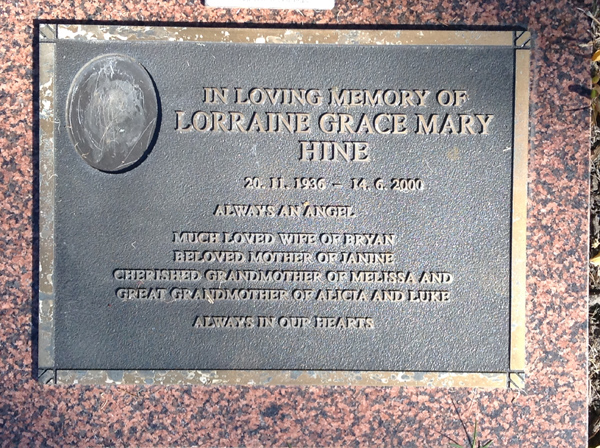 IN LOVING MEMORY OF
LORRAINE GRACE MARY
HINE
20. 11. 1936 – 14. 6. 2000
ALWAYS AN ANGEL
MUCH LOVED WIFE OF BRYAN
BELOVED MOTHER OF JANINE
CHERISHED GRANDMOTHER OF MELISSA AND
GREAT GRANDMOTHER OF ALICIA AND LUKE
ALWAYS IN OUR HEARTS